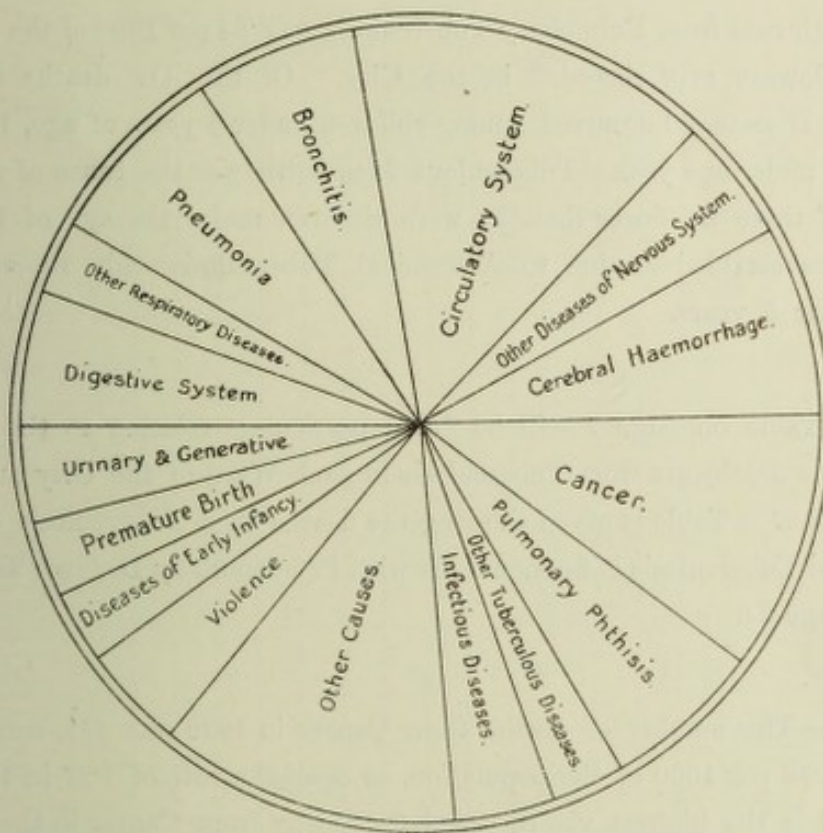 Circulatory System.
Other Diseases of Nervous System.
Cerebral Haemorrhage.
Cancer.
Pulmonary Phthisis.
Other Tuberculous Diseases.
Infectious Diseases.
Other Causes.
Violence
Diseases of Early Infancy.
Premature Birth
Urinary & Generative
Digestive System
Other Respiratory Diseases.
Pneumonia
Bronchitis.